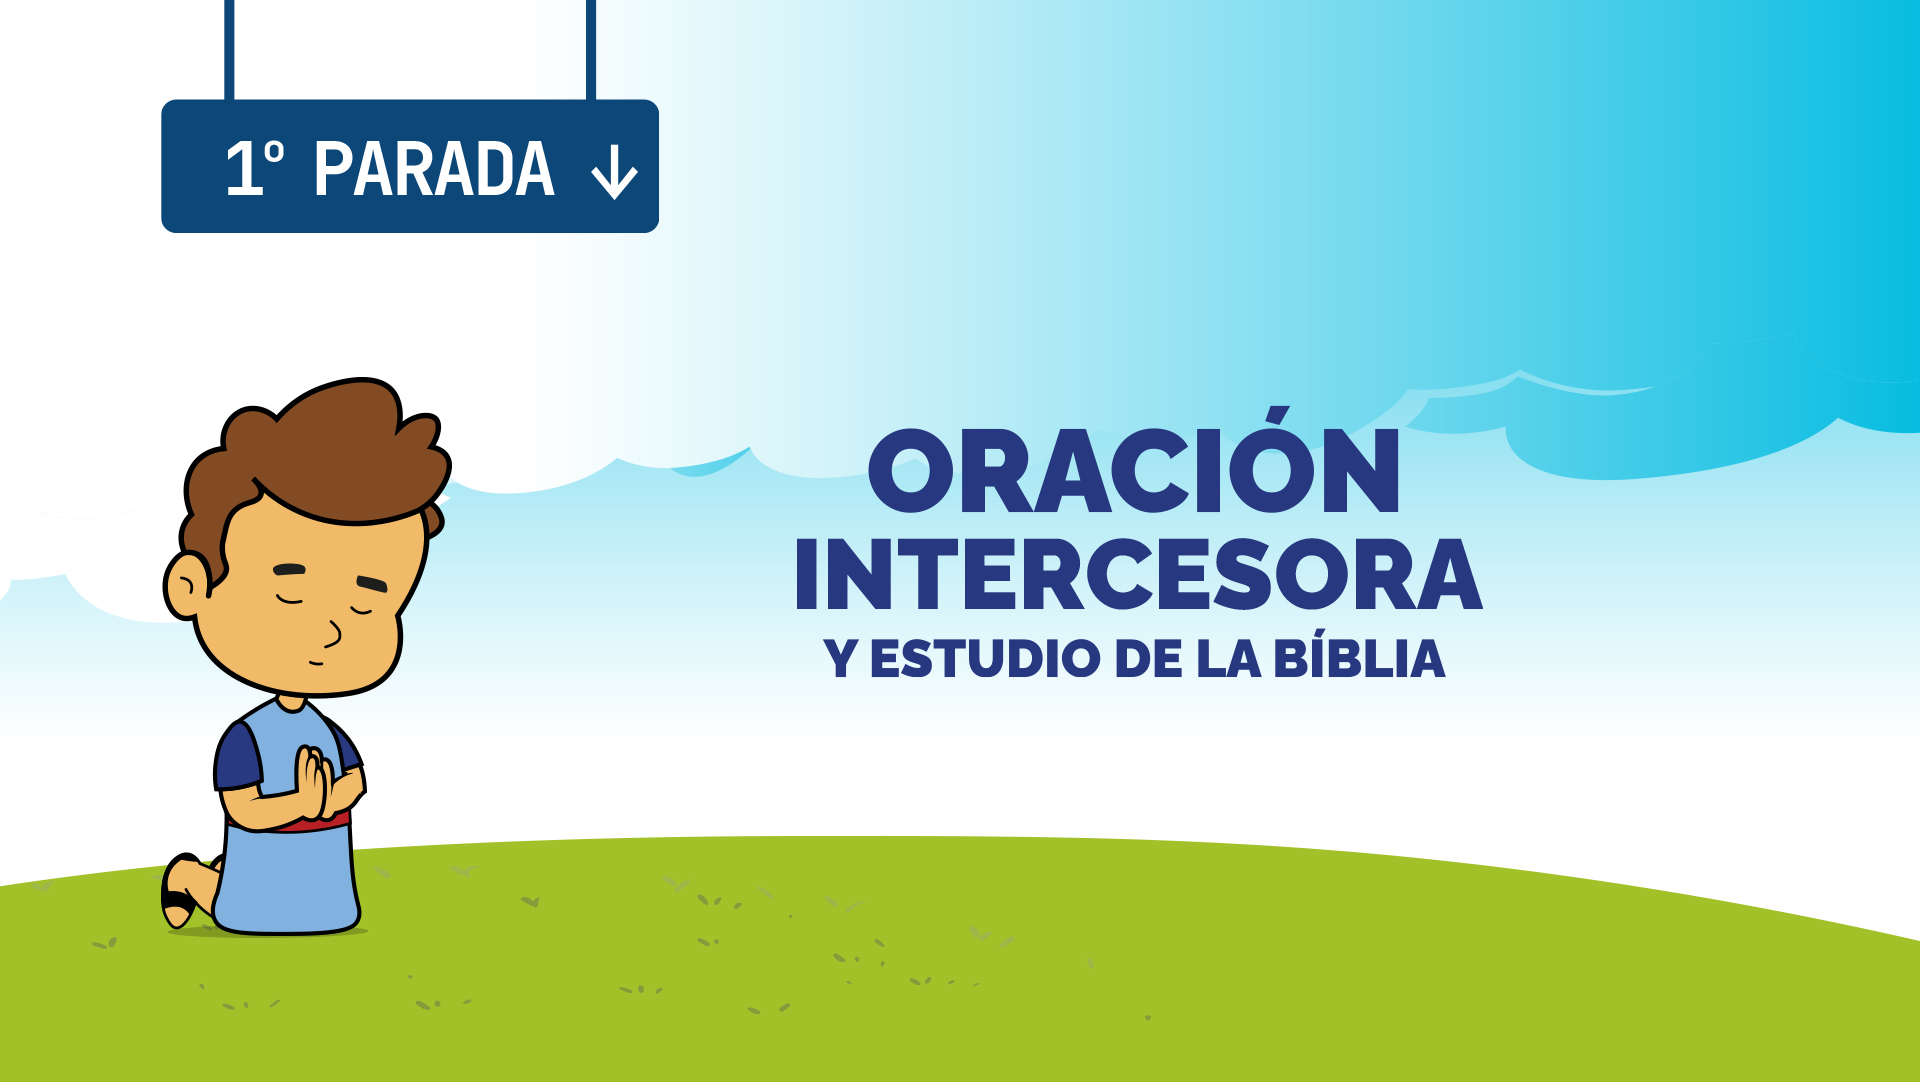 1º PARADA ↓
ORACIÓN
INTERCESORA
Y ESTUDIO DE LA BÍBLIA